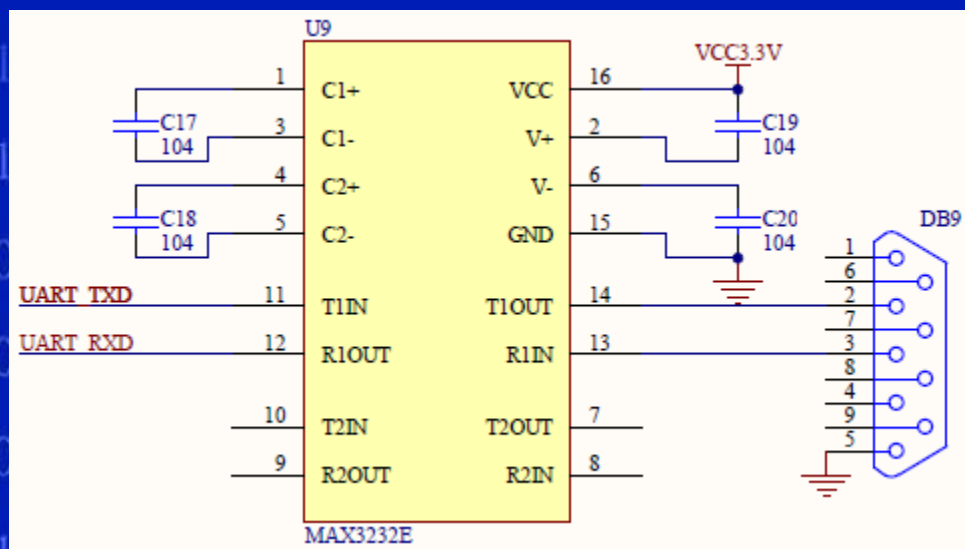 U9
VCC3.3V
1 C1+ VCC 16
C17
104
3 C1- V+ 2
C19
104
4 C2+ V- 6
C18
104
5 C2- GND 15
C20
104
DB9
UART TXD 11 T1IN T1OUT 14
UART RXD 12 R1OUT R1IN 13
10 T2IN T2OUT 7
9 R2OUT R2IN 8
1
6
2
7
3
8
4
9
5
MAX3232E